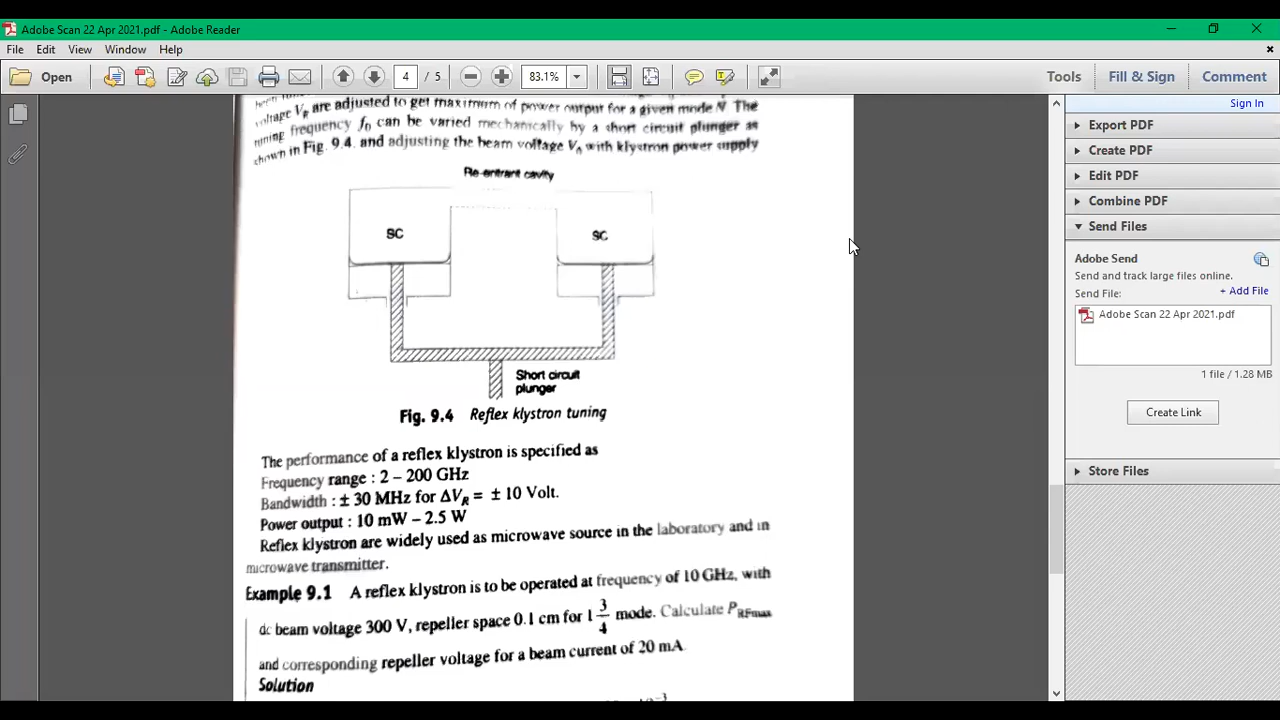 Adobe Scan 22 Apr 2021.pdf - Adobe Reader
File Edit View Window Help
Open 4 / 5 83.1% Tools Fill & Sign Comment
Sign In
Export PDF
Create PDF
Edit PDF
Combine PDF
Send Files
Adobe Send
Send and track large files online.
Send File: + Add File
Adobe Scan 22 Apr 2021.pdf
1 file / 1.28 MB
Create Link
Store Files
voltage V_R are adjusted to get maximum of power output for a given mode N. The
tuning frequency f_0 can be varied mechanically by a short circuit plunger as
shown in Fig. 9.4. and adjusting the beam voltage V_0 with klystron power supply
Re-entrant cavity
SC SC
Short circuit
plunger
Fig. 9.4 Reflex klystron tuning
The performance of a reflex klystron is specified as
Frequency range : 2 – 200 GHz
Bandwidth : ± 30 MHz for ΔV_R = ± 10 Volt.
Power output : 10 mW – 2.5 W
Reflex klystron are widely used as microwave source in the laboratory and in
microwave transmitter.
Example 9.1 A reflex klystron is to be operated at frequency of 10 GHz, with
dc beam voltage 300 V, repeller space 0.1 cm for 1 3/4 mode. Calculate P_RFmax
and corresponding repeller voltage for a beam current of 20 mA.
Solution